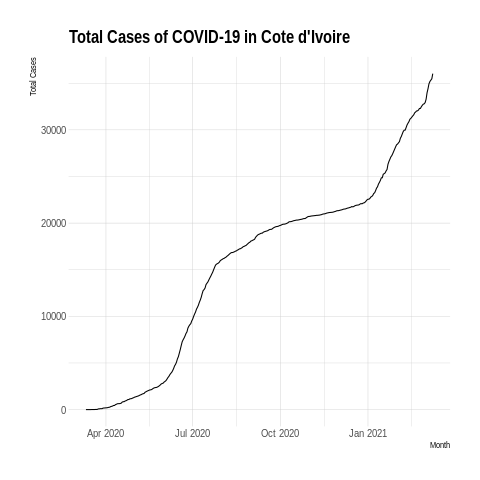 Total Cases of COVID-19 in Cote d'Ivoire
Total Cases
30000
20000
10000
0
Apr 2020 Jul 2020 Oct 2020 Jan 2021
Month